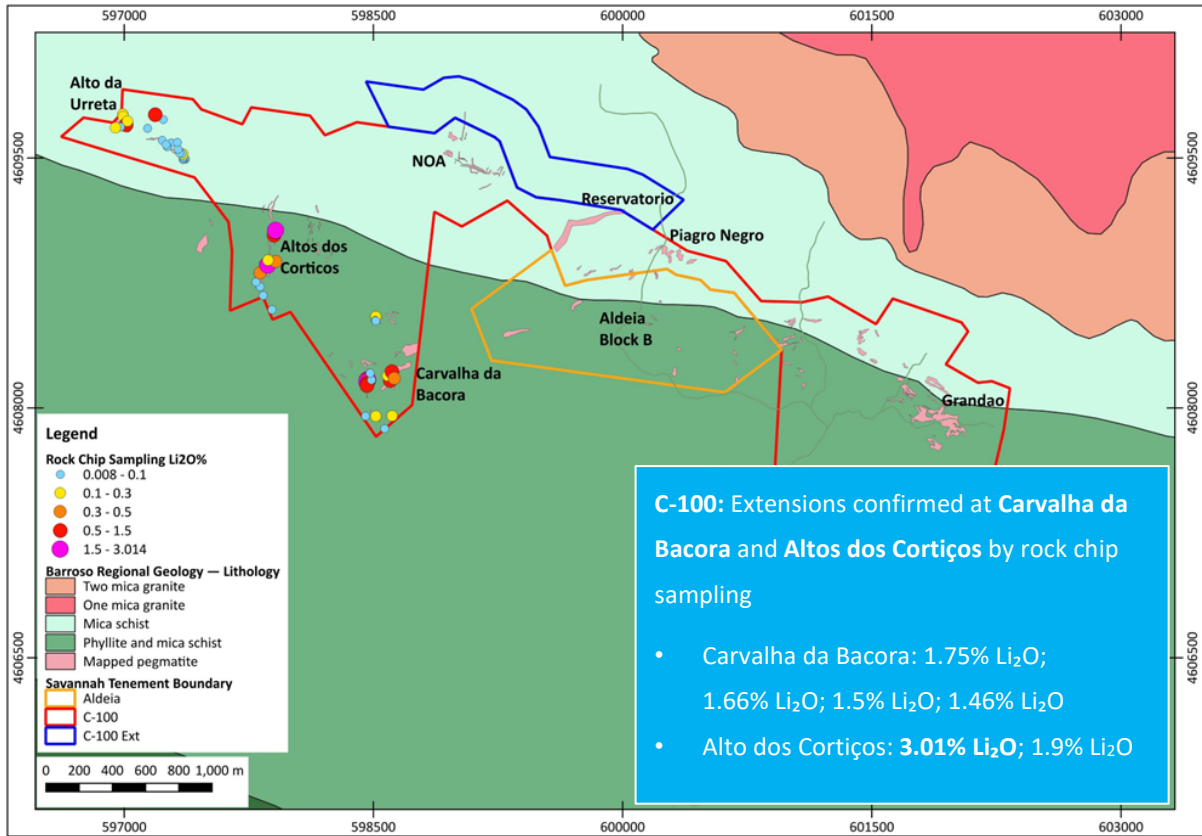 597000 598500 600000 601500 603000
Alto da
Urreta
4609500
4609500
NOA
Reservatorio
Piagro Negro
Altos dos
Corticos
Aldeia
Block B
Carvalha da
Bacora
Grandao
4608000
4608000
Legend
Rock Chip Sampling Li2O%
0.008 - 0.1
0.1 - 0.3
0.3 - 0.5
0.5 - 1.5
1.5 - 3.014
Barroso Regional Geology — Lithology
Two mica granite
One mica granite
Mica schist
Phyllite and mica schist
Mapped pegmatite
Savannah Tenement Boundary
Aldeia
C-100
C-100 Ext
0 200 400 600 800 1,000 m
C-100: Extensions confirmed at Carvalha da
Bacora and Altos dos Cortiços by rock chip
sampling
• Carvalha da Bacora: 1.75% Li₂O;
1.66% Li₂O; 1.5% Li₂O; 1.46% Li₂O
• Alto dos Cortiços: 3.01% Li₂O; 1.9% Li₂O
4606500
4606500
597000 598500 600000 601500 603000